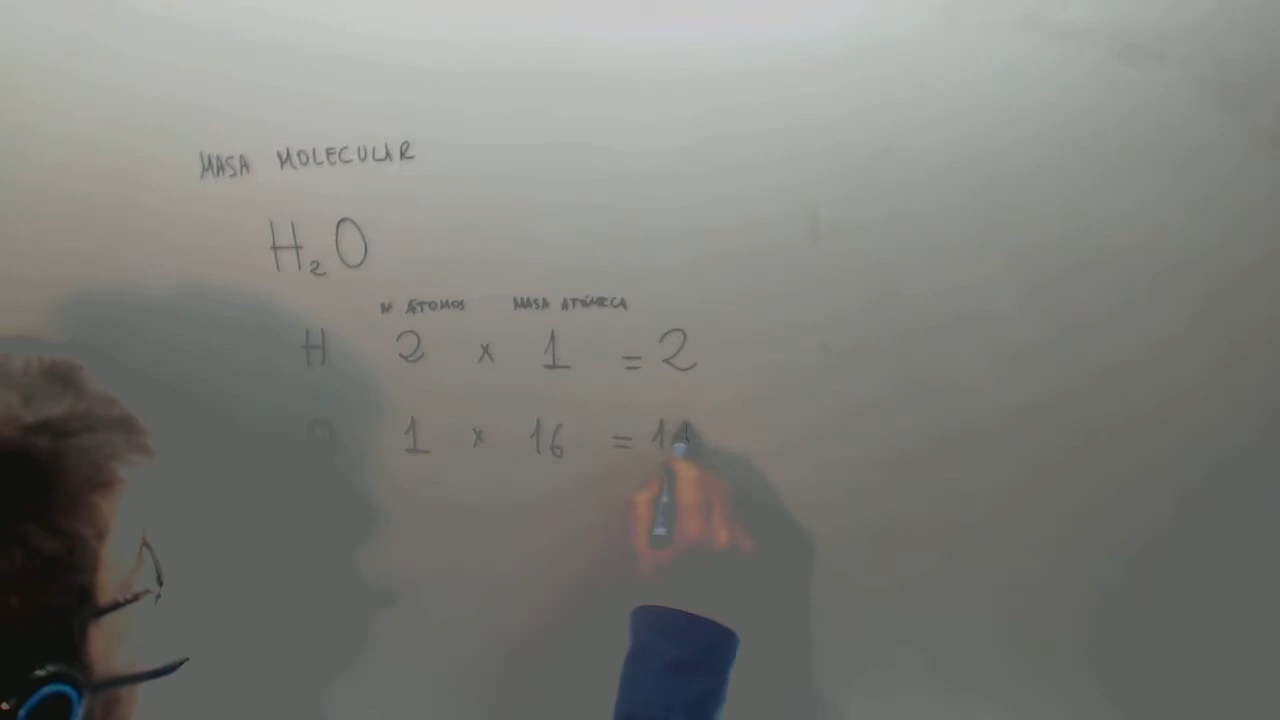 MASA MOLECULAR
H₂O
Nº ÁTOMOS MASA ATÓMICA
H 2 x 1 = 2
O 1 x 16 =